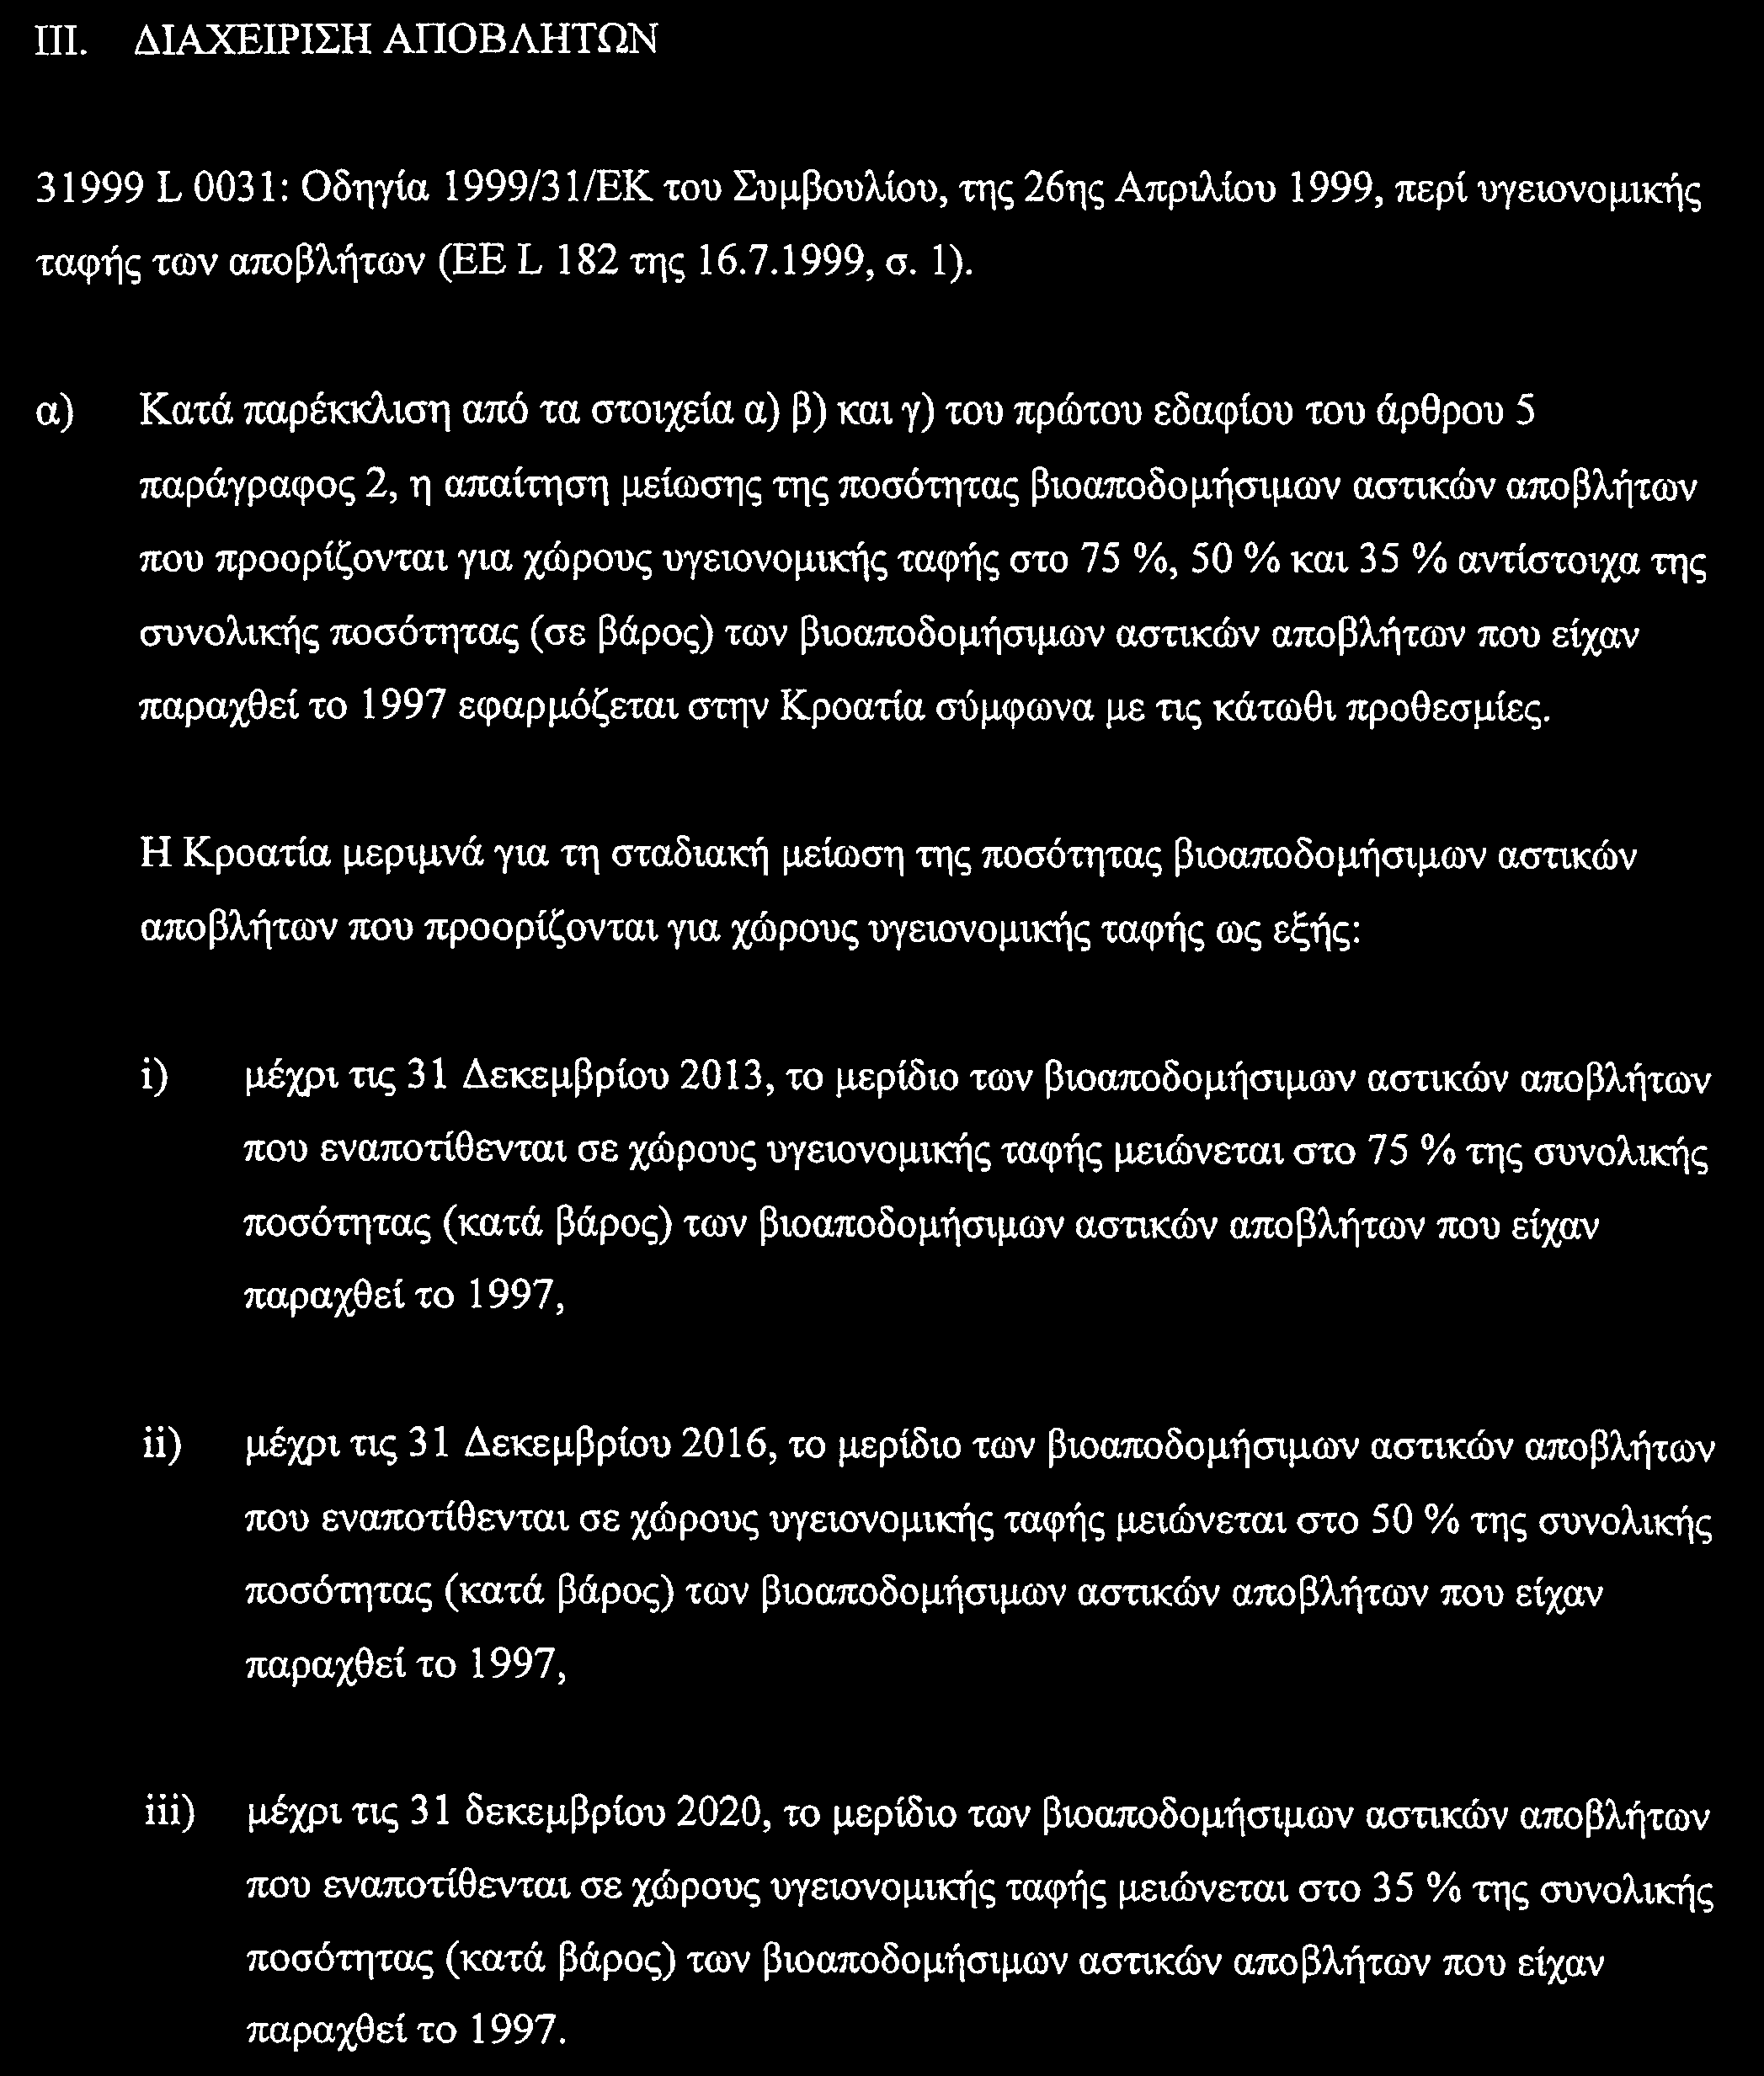 III. ΔΙΑΧΕΙΡΙΣΗ ΑΠΟΒΛΗΤΩΝ
31999 L 0031: Οδηγία 1999/31/ΕΚ του Συμβουλίου, της 26ης Απριλίου 1999, περί υγειονομικής
ταφής των αποβλήτων (ΕΕ L 182 της 16.7.1999, σ. 1).
α) Κατά παρέκκλιση από τα στοιχεία α) β) και γ) του πρώτου εδαφίου του άρθρου 5
παράγραφος 2, η απαίτηση μείωσης της ποσότητας βιοαποδομήσιμων αστικών αποβλήτων
που προορίζονται για χώρους υγειονομικής ταφής στο 75 %, 50 % και 35 % αντίστοιχα της
συνολικής ποσότητας (σε βάρος) των βιοαποδομήσιμων αστικών αποβλήτων που είχαν
παραχθεί το 1997 εφαρμόζεται στην Κροατία σύμφωνα με τις κάτωθι προθεσμίες.
Η Κροατία μεριμνά για τη σταδιακή μείωση της ποσότητας βιοαποδομήσιμων αστικών
αποβλήτων που προορίζονται για χώρους υγειονομικής ταφής ως εξής:
i) μέχρι τις 31 Δεκεμβρίου 2013, το μερίδιο των βιοαποδομήσιμων αστικών αποβλήτων
που εναποτίθενται σε χώρους υγειονομικής ταφής μειώνεται στο 75 % της συνολικής
ποσότητας (κατά βάρος) των βιοαποδομήσιμων αστικών αποβλήτων που είχαν
παραχθεί το 1997,
ii) μέχρι τις 31 Δεκεμβρίου 2016, το μερίδιο των βιοαποδομήσιμων αστικών αποβλήτων
που εναποτίθενται σε χώρους υγειονομικής ταφής μειώνεται στο 50 % της συνολικής
ποσότητας (κατά βάρος) των βιοαποδομήσιμων αστικών αποβλήτων που είχαν
παραχθεί το 1997,
iii) μέχρι τις 31 δεκεμβρίου 2020, το μερίδιο των βιοαποδομήσιμων αστικών αποβλήτων
που εναποτίθενται σε χώρους υγειονομικής ταφής μειώνεται στο 35 % της συνολικής
ποσότητας (κατά βάρος) των βιοαποδομήσιμων αστικών αποβλήτων που είχαν
παραχθεί το 1997.